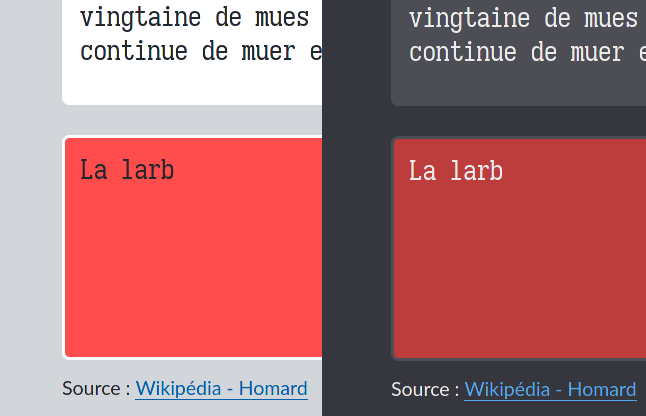 vingtaine de mues
continue de muer e
La larb
Source : Wikipédia - Homard
vingtaine de mues
continue de muer e
La larb
Source : Wikipédia - Homard